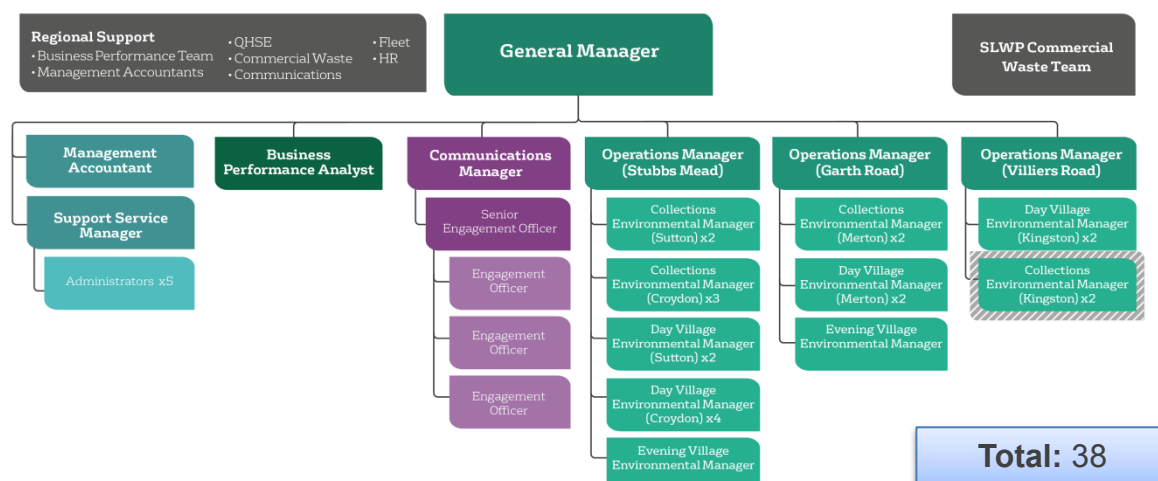 Regional Support
• Business Performance Team
• Management Accountants
• QHSE
• Commercial Waste
• Communications
• Fleet
• HR
General Manager
SLWP Commercial
Waste Team
Management
Accountant
Support Service
Manager
Administrators x5
Business
Performance Analyst
Communications
Manager
Senior
Engagement Officer
Engagement
Officer
Engagement
Officer
Engagement
Officer
Operations Manager
(Stubbs Mead)
Collections
Environmental Manager
(Sutton) x2
Collections
Environmental Manager
(Croydon) x3
Day Village
Environmental Manager
(Sutton) x2
Day Village
Environmental Manager
(Croydon) x4
Evening Village
Environmental Manager
Operations Manager
(Garth Road)
Collections
Environmental Manager
(Merton) x2
Day Village
Environmental Manager
(Merton) x2
Evening Village
Environmental Manager
Operations Manager
(Villiers Road)
Day Village
Environmental Manager
(Kingston) x2
Collections
Environmental Manager
(Kingston) x2
Total: 38